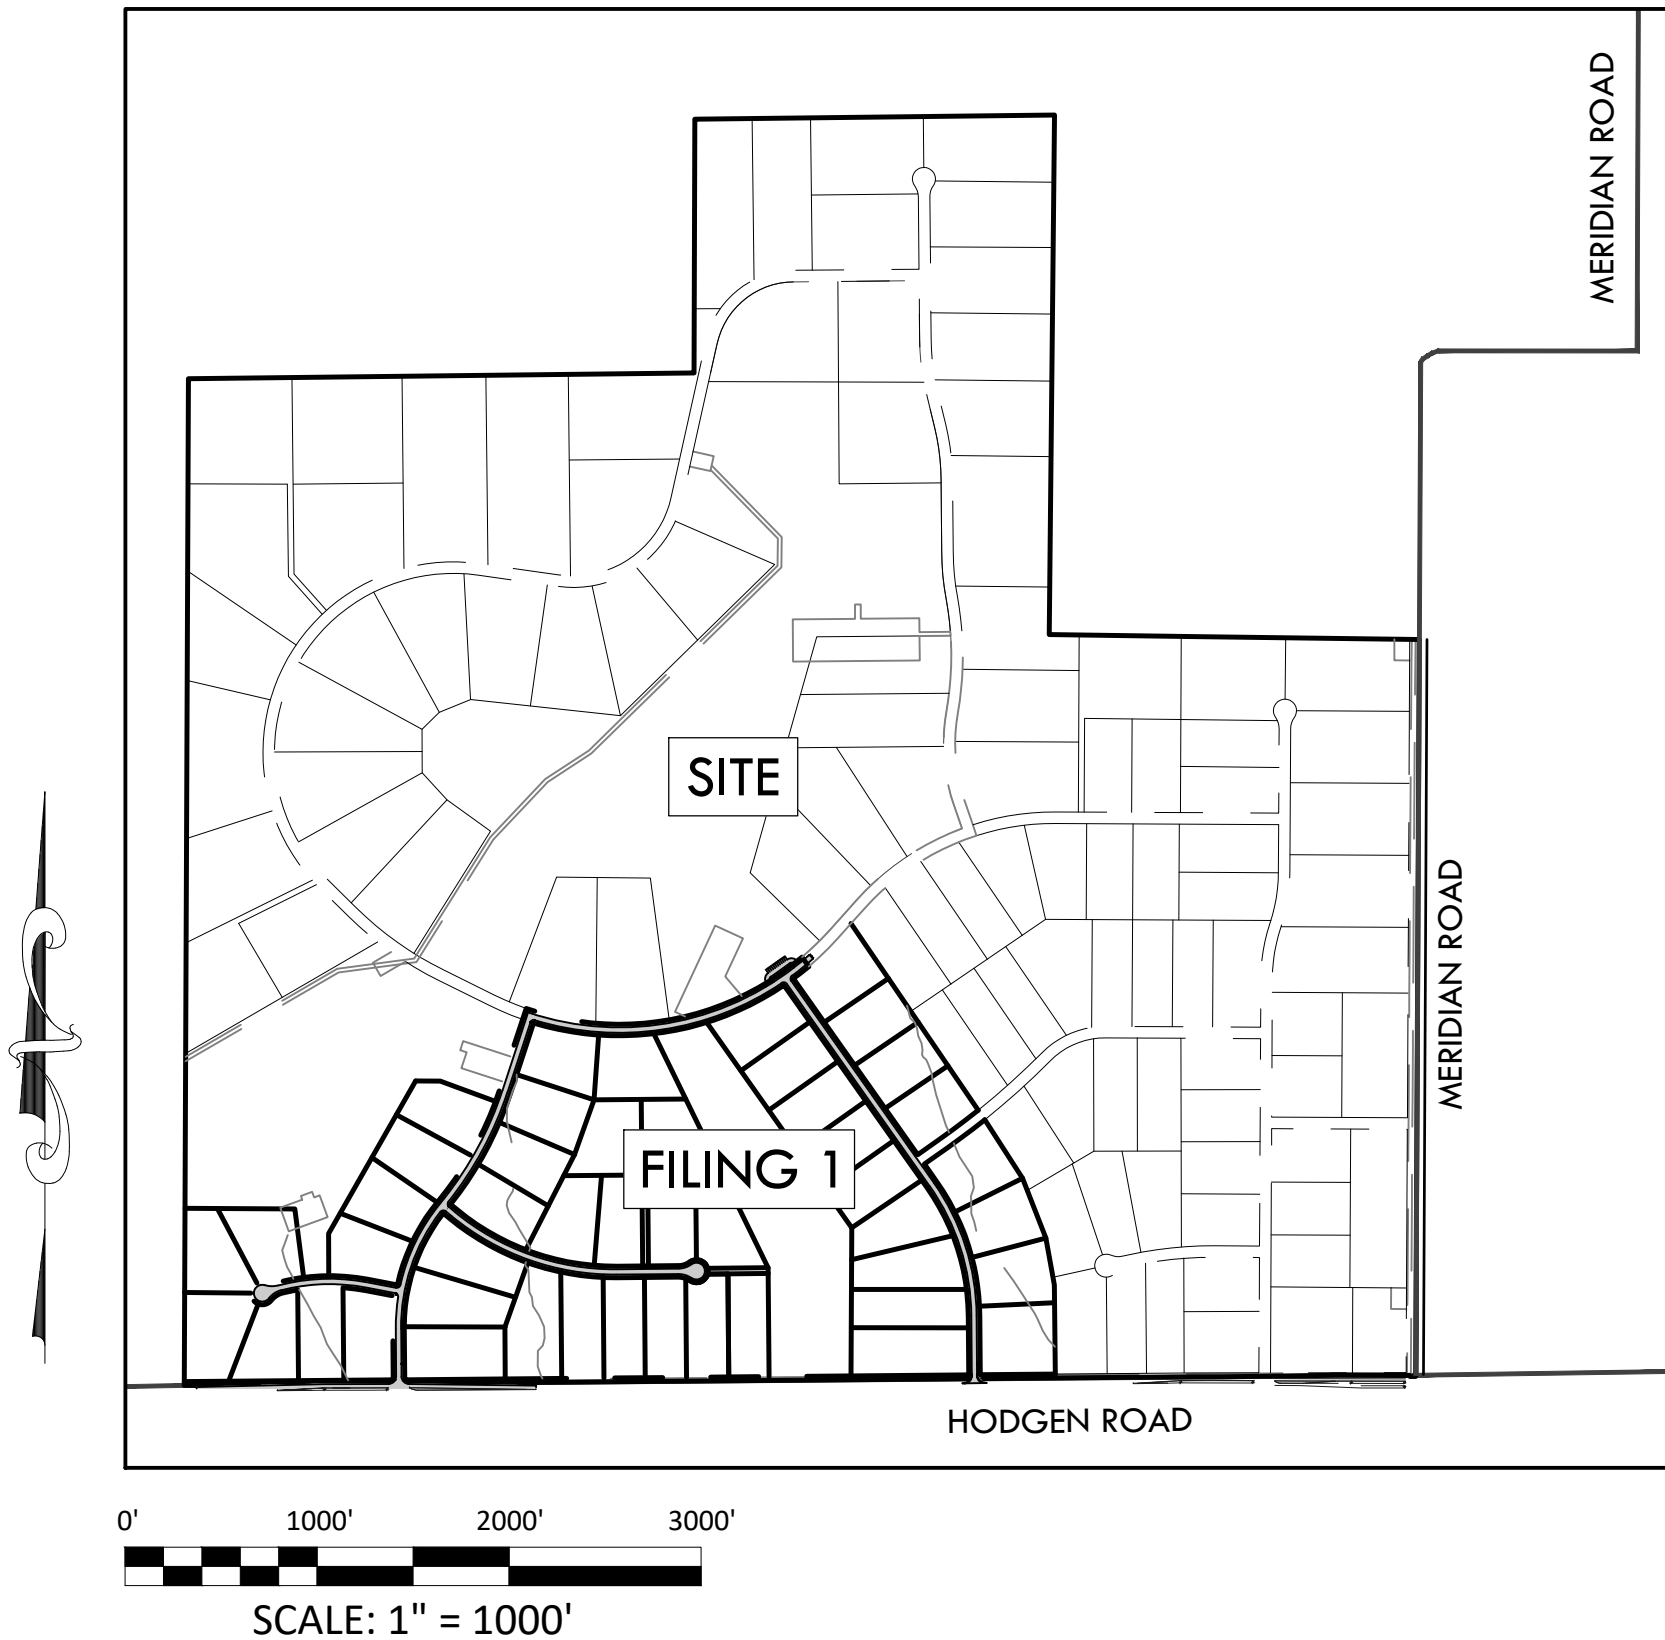 MERIDIAN ROAD
SITE
MERIDIAN ROAD
FILING 1
HODGEN ROAD
0' 1000' 2000' 3000'
SCALE: 1" = 1000'